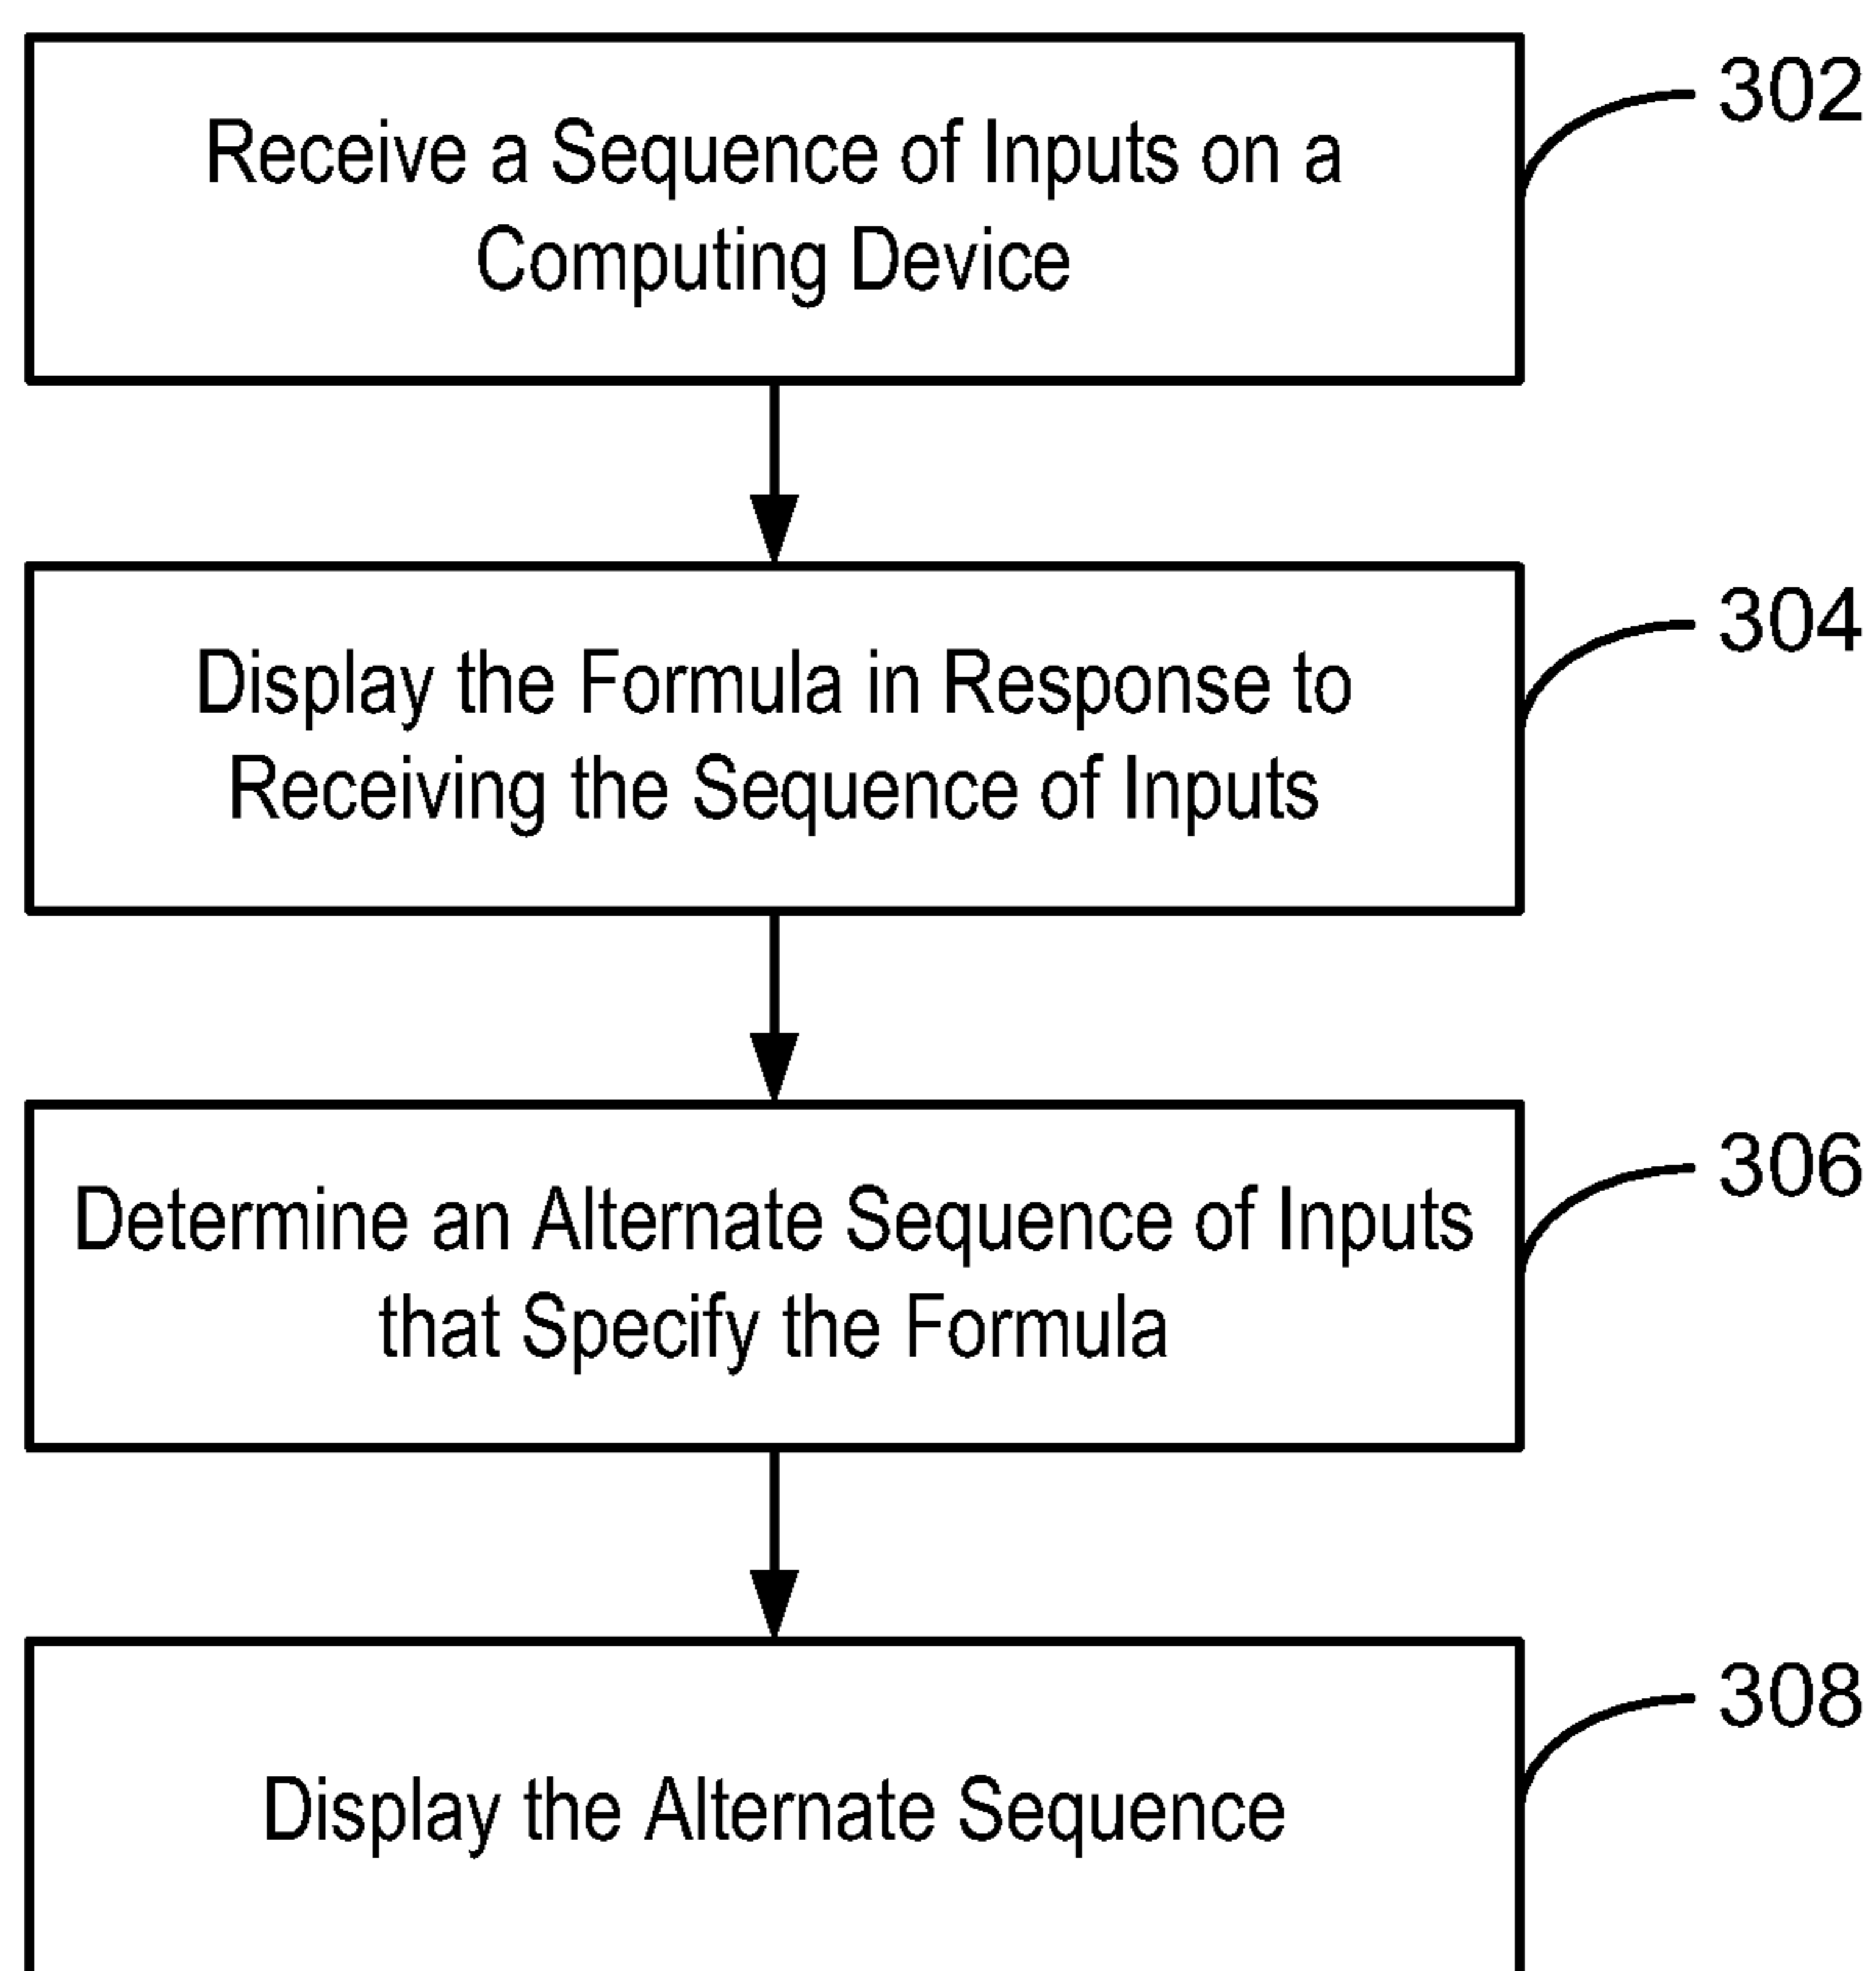 Receive a Sequence of Inputs on a
Computing Device
302
Display the Formula in Response to
Receiving the Sequence of Inputs
304
Determine an Alternate Sequence of Inputs
that Specify the Formula
306
Display the Alternate Sequence
308